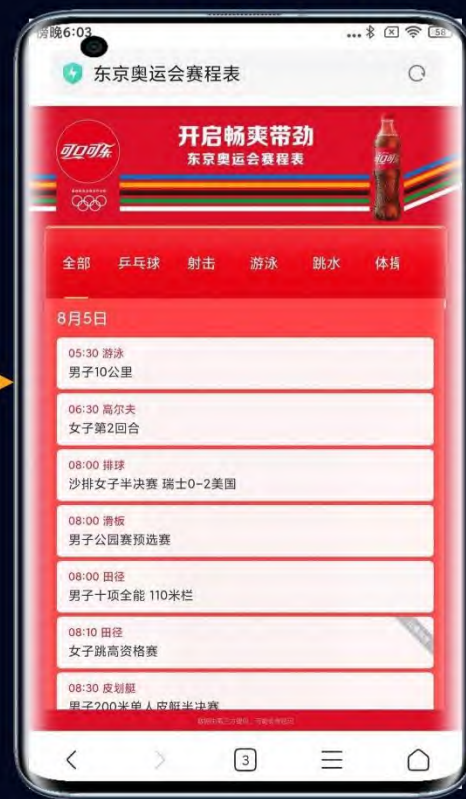 傍晚6:03
56
东京奥运会赛程表
可口可乐
开启畅爽带劲
东京奥运会赛程表
全部 乒乓球 射击 游泳 跳水 体操
8月5日
05:30 游泳
男子10公里
06:30 高尔夫
女子第2回合
08:00 排球
沙排女子半决赛 瑞士0-2美国
08:00 滑板
男子公园赛预选赛
08:00 田径
男子十项全能 110米栏
08:10 田径
女子跳高资格赛
08:30 皮划艇
男子200米单人皮艇半决赛
3